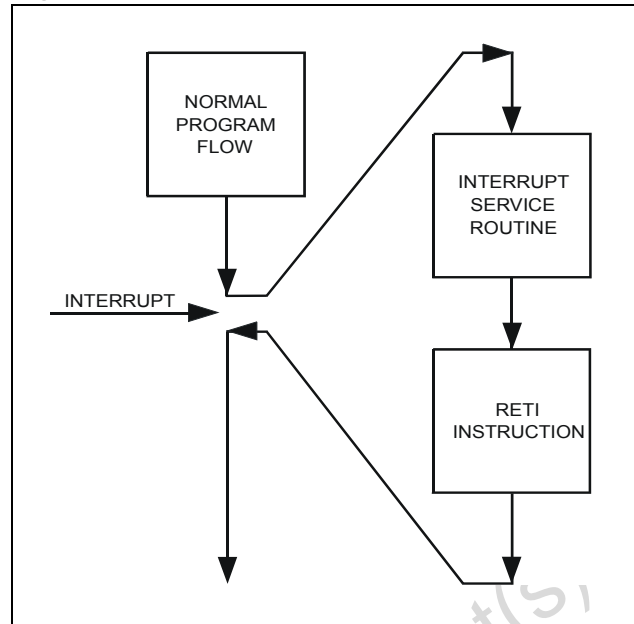 NORMAL
PROGRAM
FLOW
INTERRUPT
SERVICE
ROUTINE
INTERRUPT
RETI
INSTRUCTION